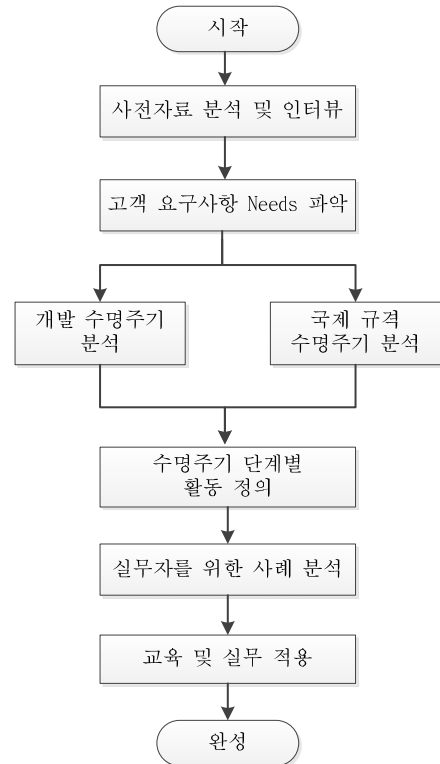 시작
사전자료 분석 및 인터뷰
고객 요구사항 Needs 파악
개발 수명주기
분석
국제 규격
수명주기 분석
수명주기 단계별
활동 정의
실무자를 위한 사례 분석
교육 및 실무 적용
완성